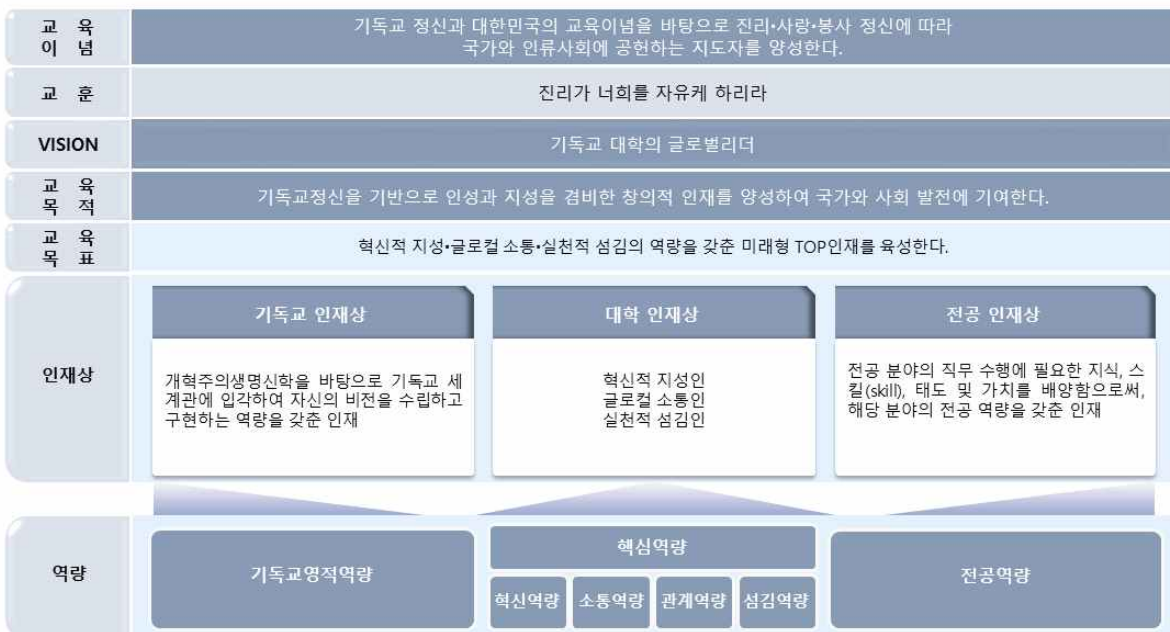 교 육
이 념
기독교 정신과 대한민국의 교육이념을 바탕으로 진리•사랑•봉사 정신에 따라
국가와 인류사회에 공헌하는 지도자를 양성한다.
교 훈
진리가 너희를 자유케 하리라
VISION
기독교 대학의 글로벌리더
교 육
목 적
기독교정신을 기반으로 인성과 지성을 겸비한 창의적 인재를 양성하여 국가와 사회 발전에 기여한다.
교 육
목 표
혁신적 지성•글로컬 소통•실천적 섬김의 역량을 갖춘 미래형 TOP인재를 육성한다.
인재상
기독교 인재상
개혁주의생명신학을 바탕으로 기독교 세
계관에 입각하여 자신의 비전을 수립하고
구현하는 역량을 갖춘 인재
대학 인재상
혁신적 지성인
글로컬 소통인
실천적 섬김인
전공 인재상
전공 분야의 직무 수행에 필요한 지식, 스
킬(skill), 태도 및 가치를 배양함으로써,
해당 분야의 전공 역량을 갖춘 인재
역량
기독교영적역량
핵심역량
혁신역량
소통역량
관계역량
섬김역량
전공역량